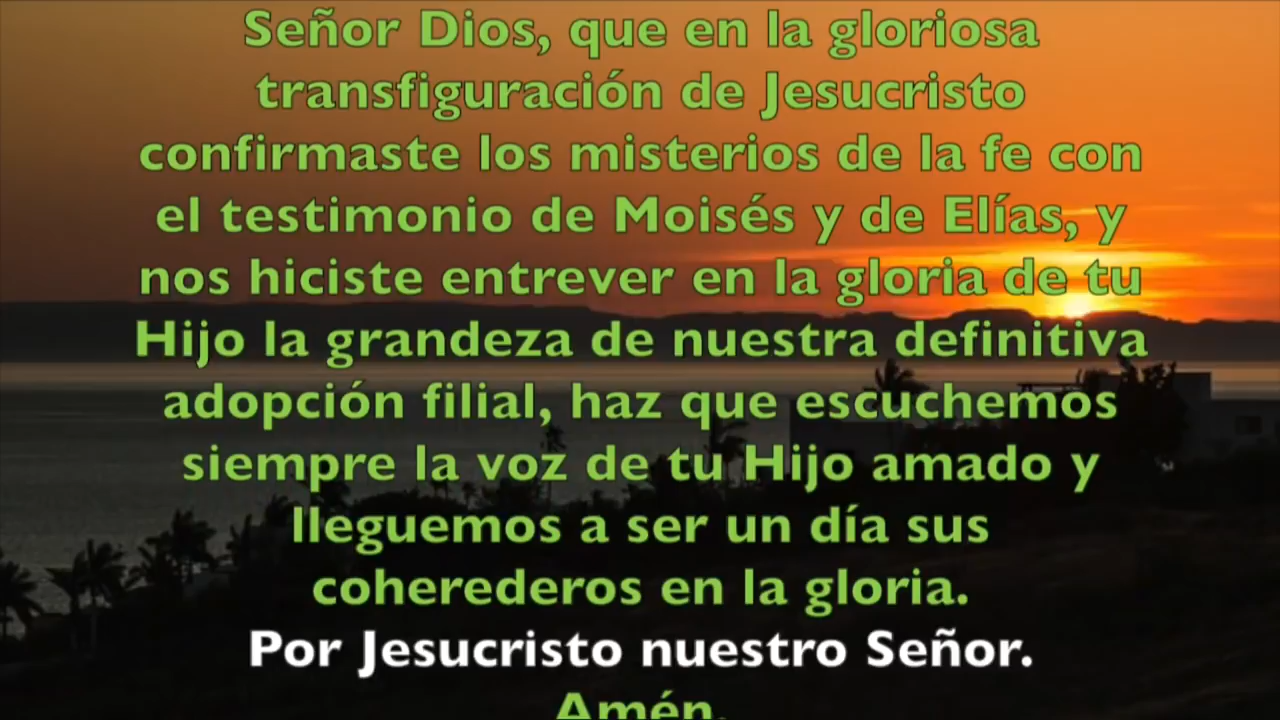 Señor Dios, que en la gloriosa
transfiguración de Jesucristo
confirmaste los misterios de la fe con
el testimonio de Moisés y de Elías, y
nos hiciste entrever en la gloria de tu
Hijo la grandeza de nuestra definitiva
adopción filial, haz que escuchemos
siempre la voz de tu Hijo amado y
lleguemos a ser un día sus
coherederos en la gloria.
Por Jesucristo nuestro Señor.
Amén.